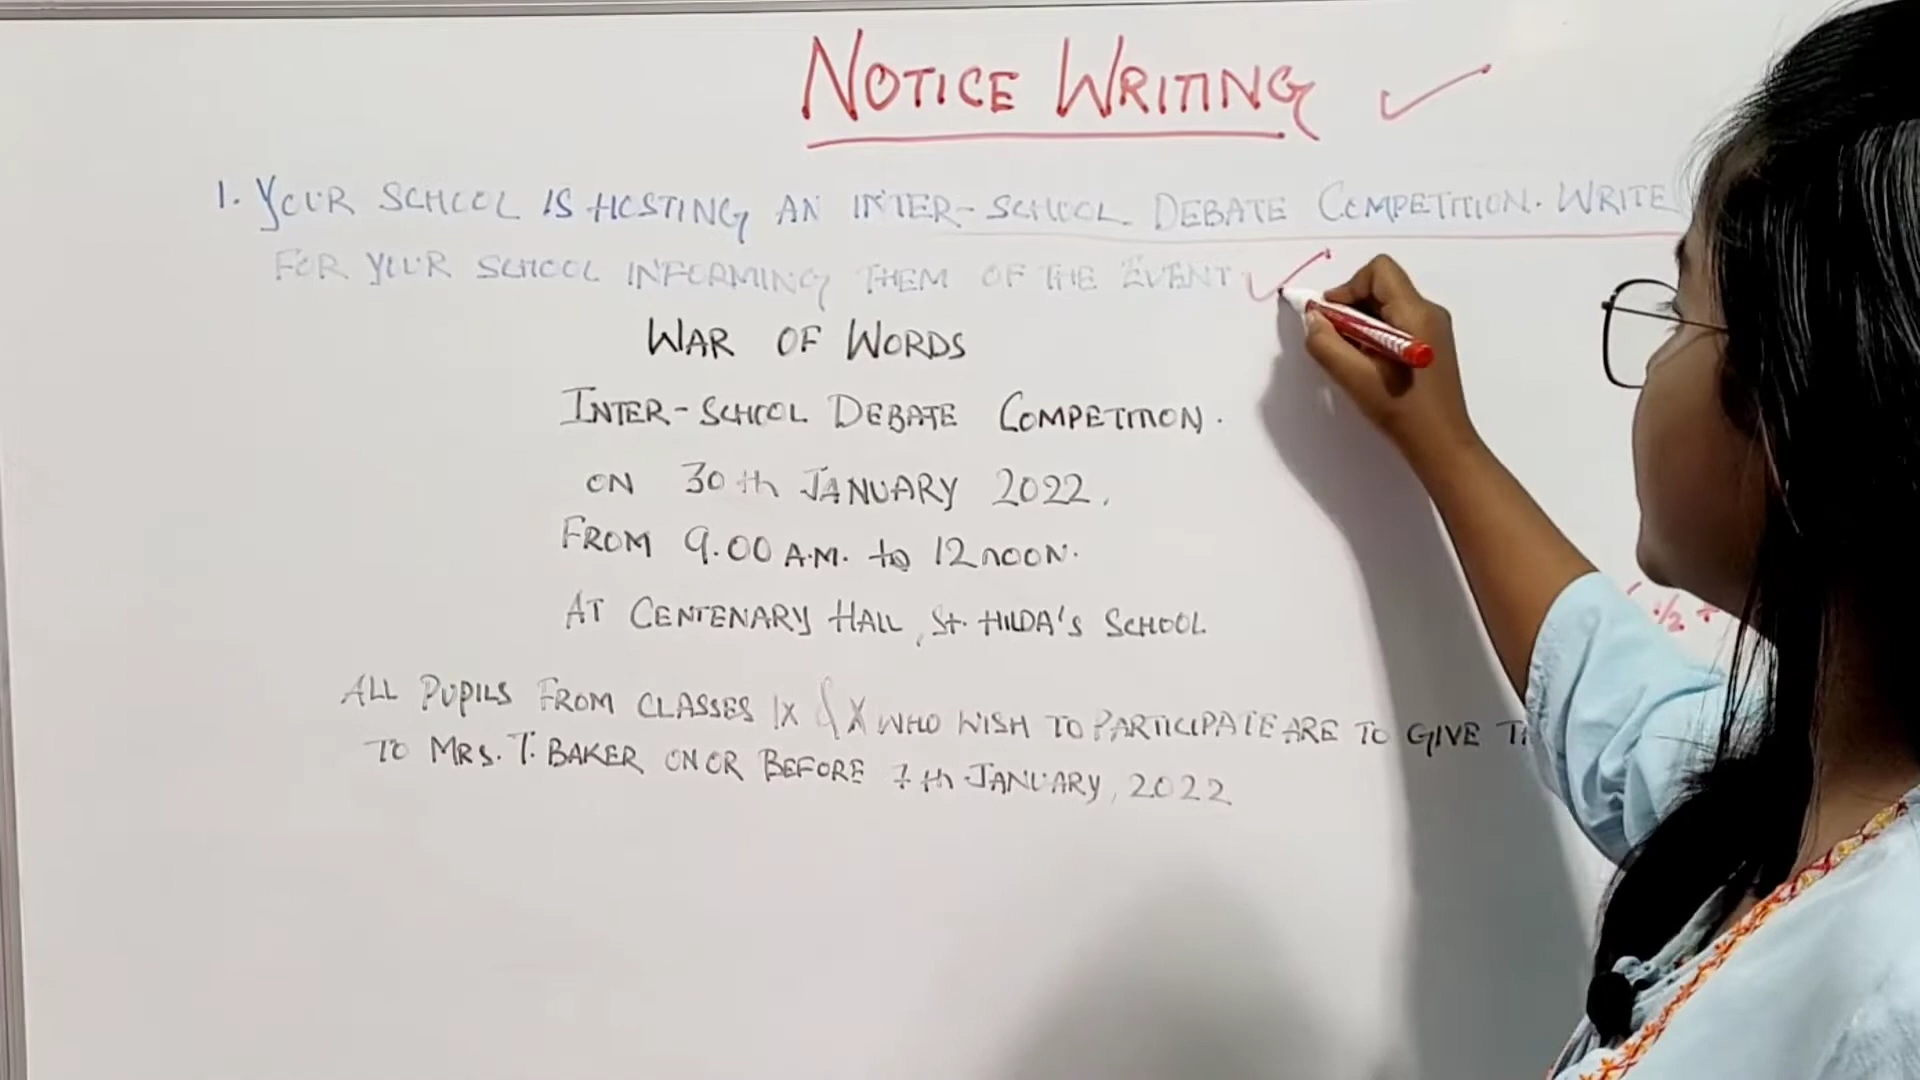 NOTICE WRITING
1. YOUR SCHOOL IS HOSTING AN INTER-SCHOOL DEBATE COMPETITION. WRITE
FOR YOUR SCHOOL INFORMING THEM OF THE EVENT
WAR OF WORDS
INTER-SCHOOL DEBATE COMPETITION.
ON 30th JANUARY 2022,
FROM 9.00 A.M. to 12 noon.
AT CENTENARY HALL, St. HILDA'S SCHOOL
1/2
ALL PUPILS FROM CLASSES IX & X WHO WISH TO PARTICIPATE ARE TO GIVE
TO MRS. T. BAKER ON OR BEFORE 7th JANUARY, 2022